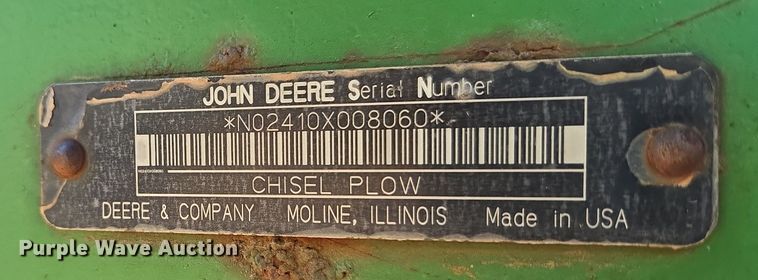 JOHN DEERE Serial Number
*N02410X008060*
CHISEL PLOW
DEERE & COMPANY MOLINE, ILLINOIS Made in USA
Purple Wave Auction